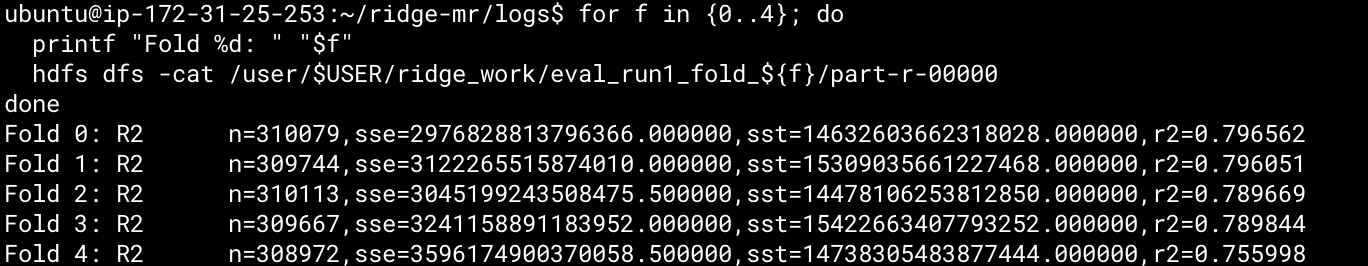 ubuntu@ip-172-31-25-253:~/ridge-mr/logs$ for f in {0..4}; do
  printf "Fold %d: " "$f"
  hdfs dfs -cat /user/$USER/ridge_work/eval_run1_fold_${f}/part-r-00000
done
Fold 0: R2      n=310079,sse=2976828813796366.000000,sst=14632603662318028.000000,r2=0.796562
Fold 1: R2      n=309744,sse=3122265515874010.000000,sst=15309035661227468.000000,r2=0.796051
Fold 2: R2      n=310113,sse=3045199243508475.500000,sst=14478106253812850.000000,r2=0.789669
Fold 3: R2      n=309667,sse=3241158891183952.000000,sst=15422663407793252.000000,r2=0.789844
Fold 4: R2      n=308972,sse=3596174900370058.500000,sst=14738305483877444.000000,r2=0.755998